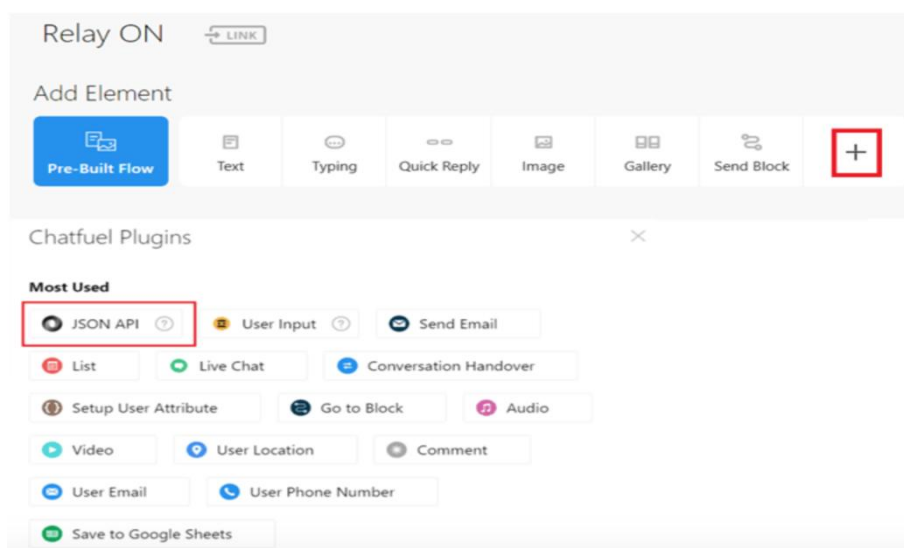 Relay ON LINK
Add Element
Pre-Built Flow Text Typing Quick Reply Image Gallery Send Block +
Chatfuel Plugins
Most Used
JSON API ? User Input ? Send Email
List Live Chat Conversation Handover
Setup User Attribute Go to Block Audio
Video User Location Comment
User Email User Phone Number
Save to Google Sheets